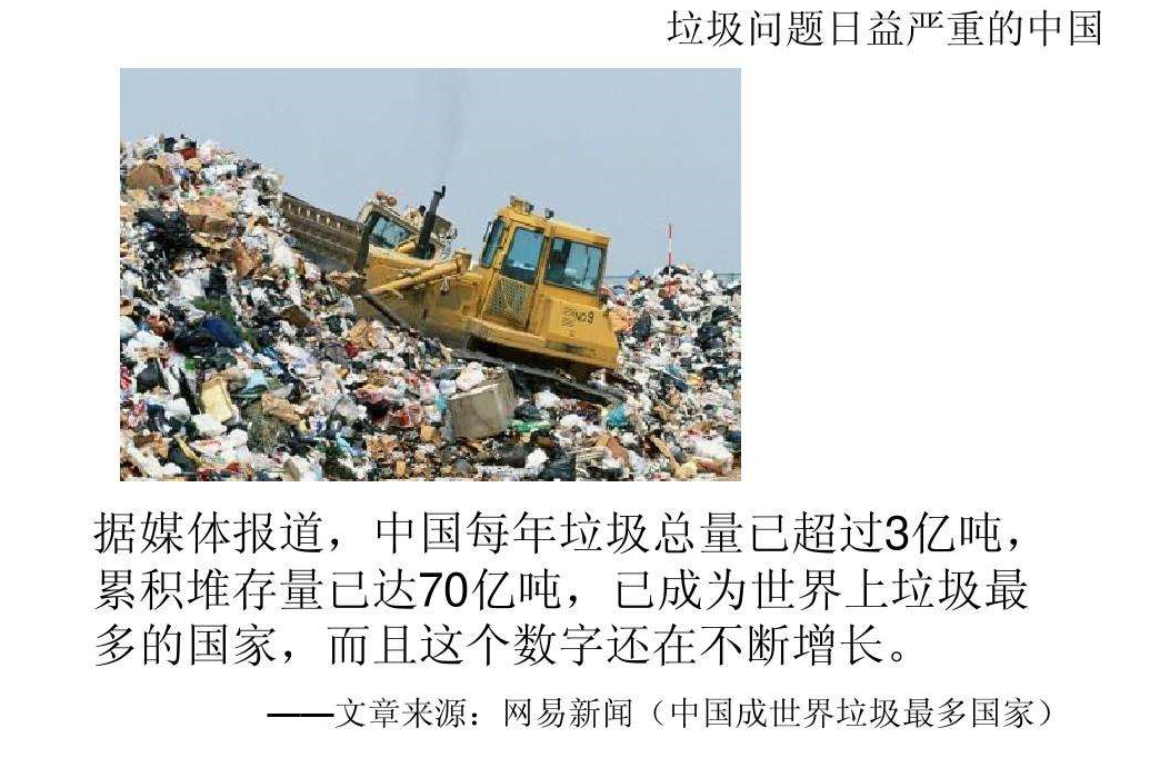 垃圾问题日益严重的中国
据媒体报道，中国每年垃圾总量已超过3亿吨，
累积堆存量已达70亿吨，已成为世界上垃圾最
多的国家，而且这个数字还在不断增长。
——文章来源：网易新闻（中国成世界垃圾最多国家）